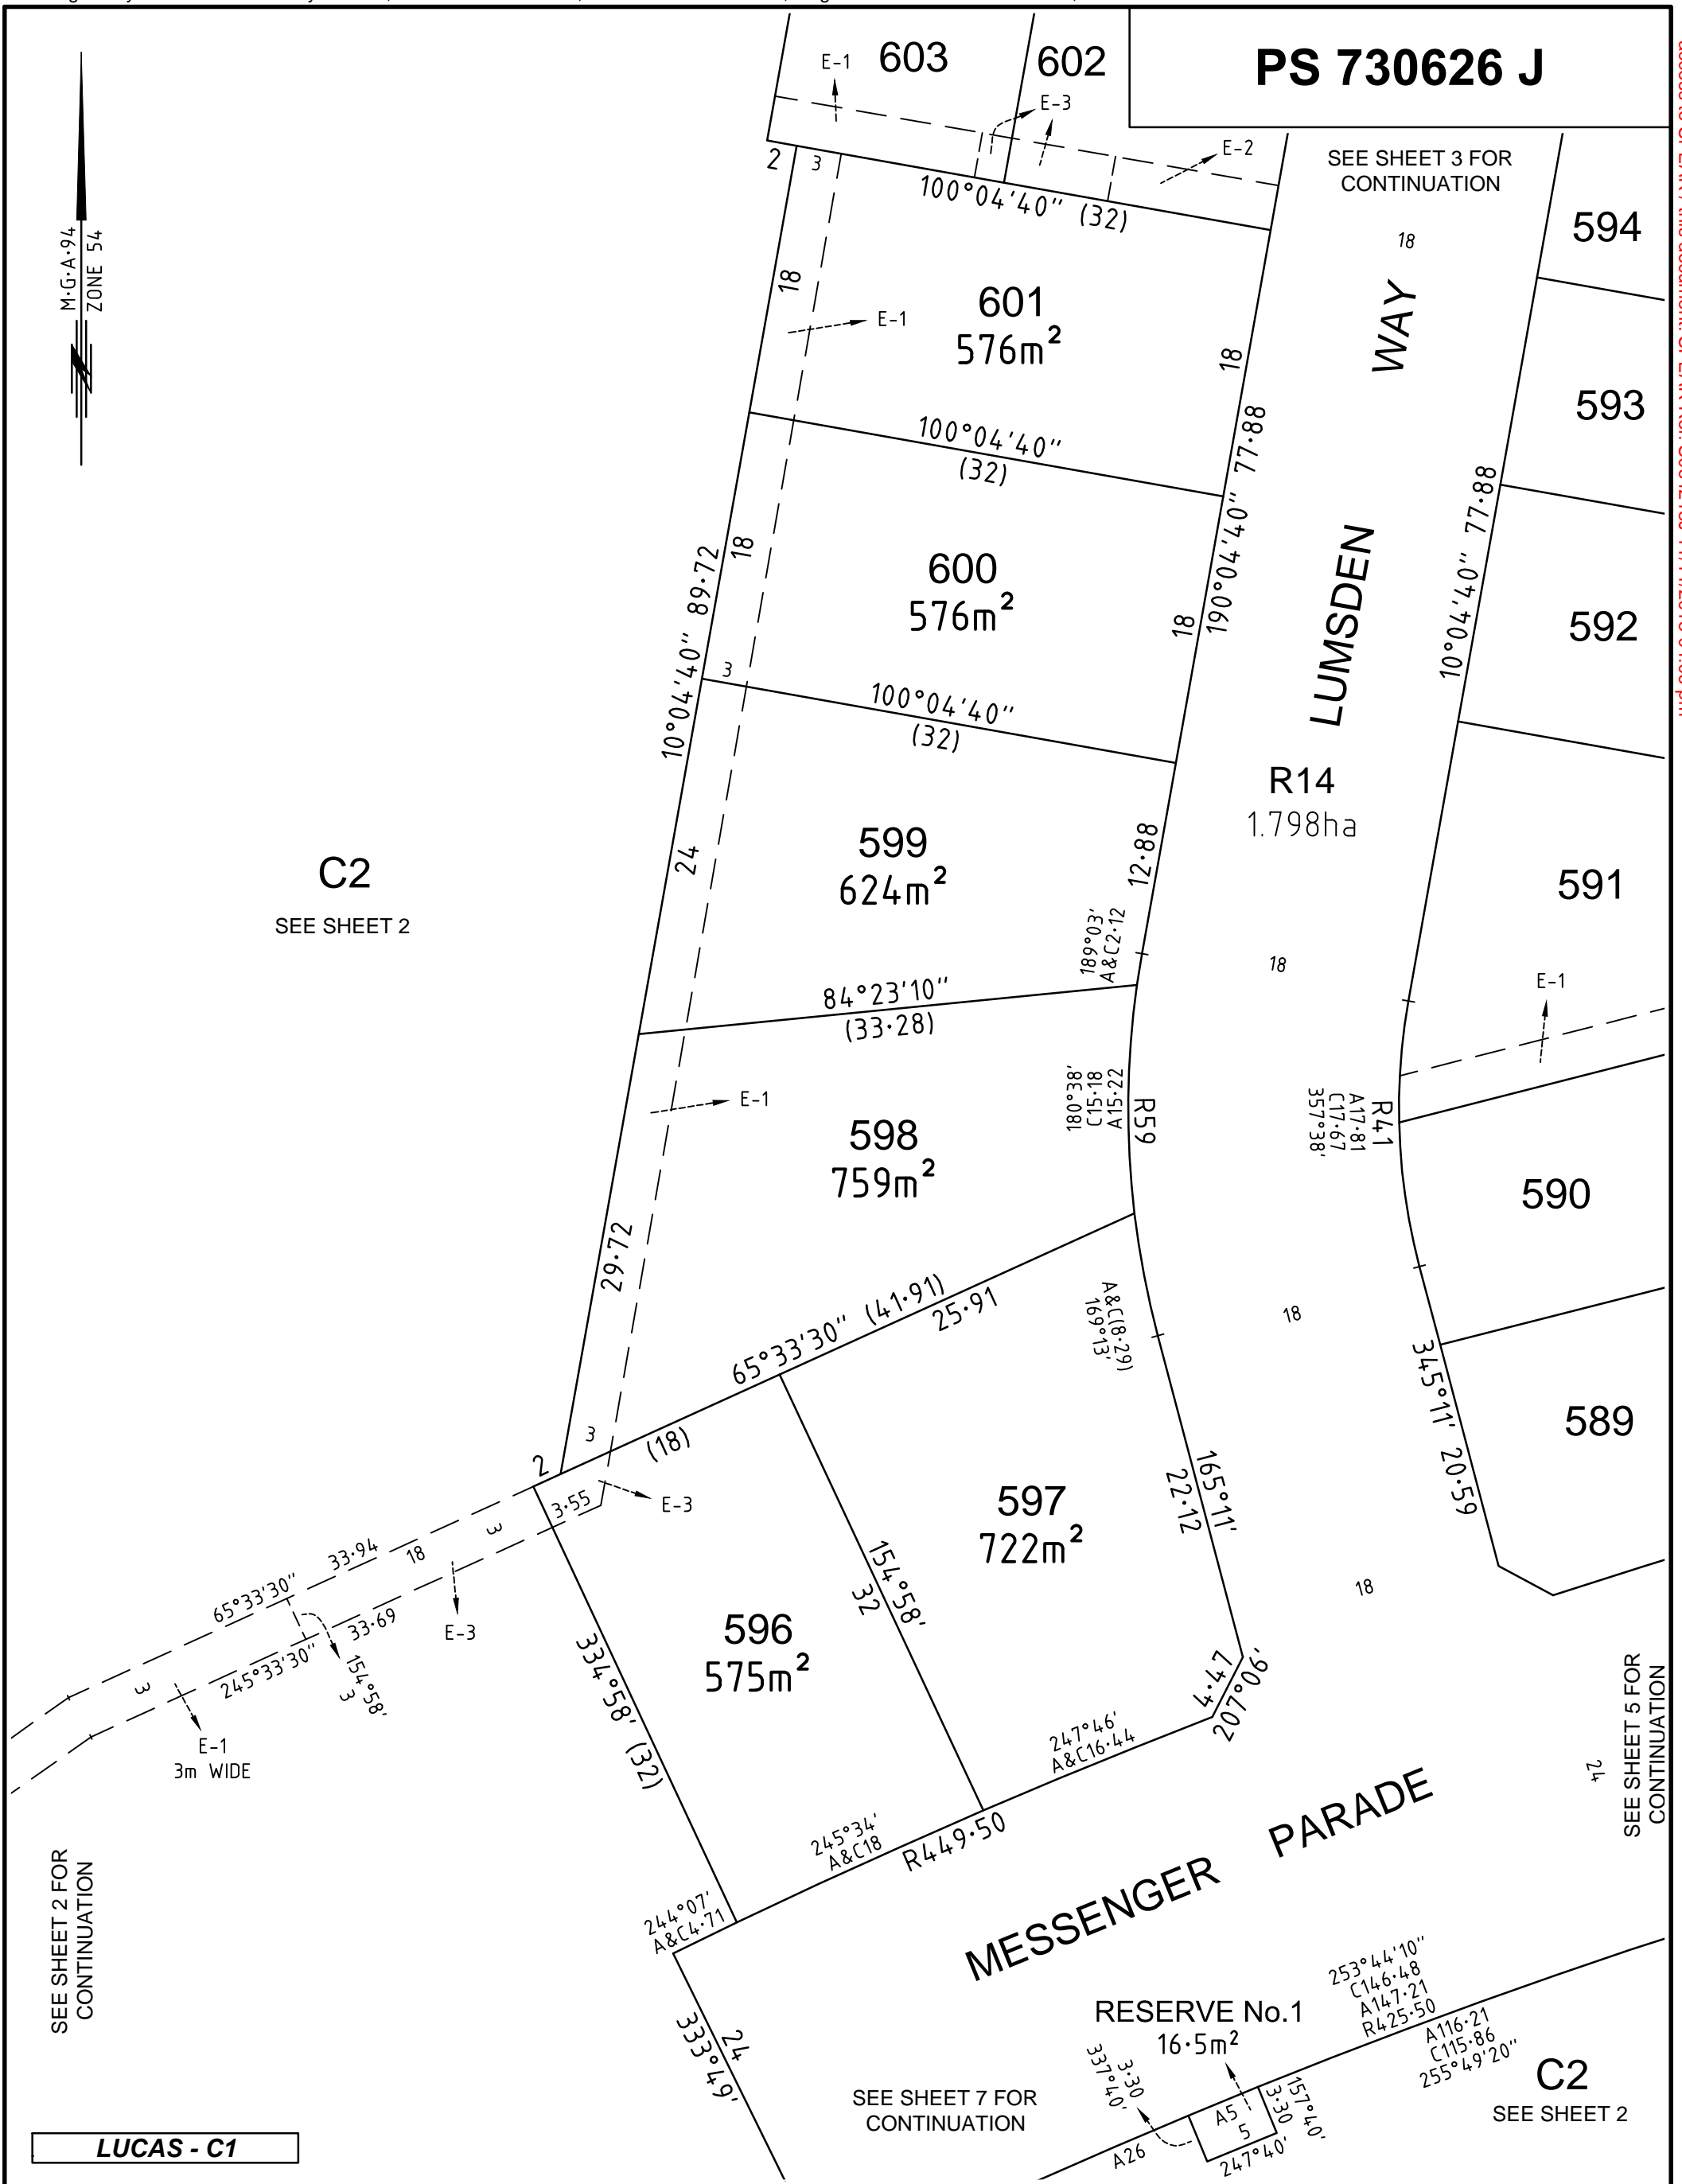 PS 730626 J
M·G·A·94
ZONE 54
603
602
E-1
E-3
E-2
2
3
100°04'40" (32)
SEE SHEET 3 FOR
CONTINUATION
594
18
WAY
18
601
576m²
E-1
18
593
100°04'40"
(32)
190°04'40" 77·88
10°04'40" 77·88
LUMSDEN
18
600
576m²
18
592
10°04'40" 89·72
3
100°04'40"
(32)
R14
1.798ha
24
599
624m²
12·88
591
C2
SEE SHEET 2
189°03'
A&C2·12
18
E-1
84°23'10"
(33·28)
E-1
598
759m²
180°38'
C15·18
A15·22
R59
R41
A17·81
C17·67
357°38'
590
29·72
65°33'30" (41·91)
25·91
A&C(8·29)
169°13'
18
345°11' 20·59
589
3
2
(18)
E-3
3·55
597
722m²
165°11'
22·12
33·94
18
3
65°33'30"
33·69
245°33'30"
E-3
154°58'
3
3
E-1
3m WIDE
154°58'
32
596
575m²
334°58' (32)
18
4·47
207°06'
247°46'
A&C16·44
245°34'
A&C18
R449·50
244°07'
A&C4·71
24
SEE SHEET 5 FOR
CONTINUATION
MESSENGER PARADE
SEE SHEET 2 FOR
CONTINUATION
24
333°49'
253°44'10"
C146·48
A147·21
R425·50
A116·21
C115·86
255°49'20"
RESERVE No.1
16·5m²
3·30
337°40'
157°40'
3·30
A5
5
247°40'
A26
C2
SEE SHEET 2
SEE SHEET 7 FOR
CONTINUATION
LUCAS - C1